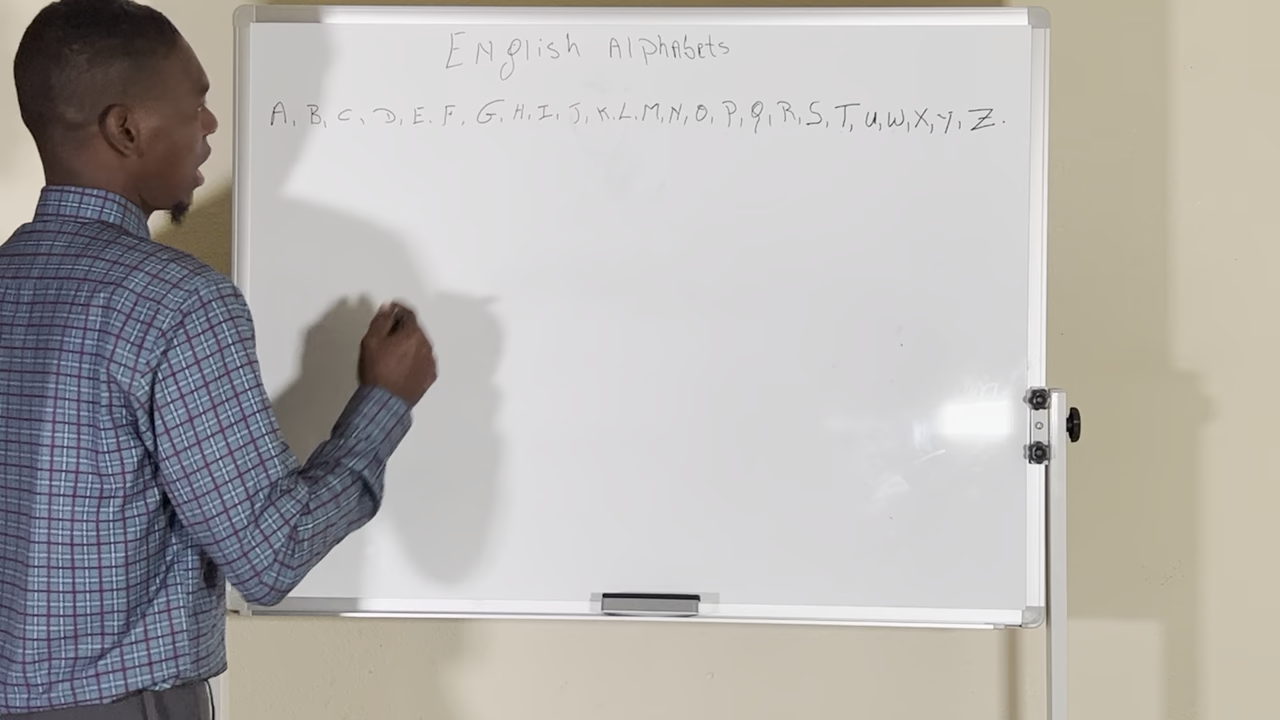 English Alphabets
A, B, C, D, E. F, G, H, I, J, K, L, M, N, O, P, Q, R, S, T, U, W, X, Y, Z.